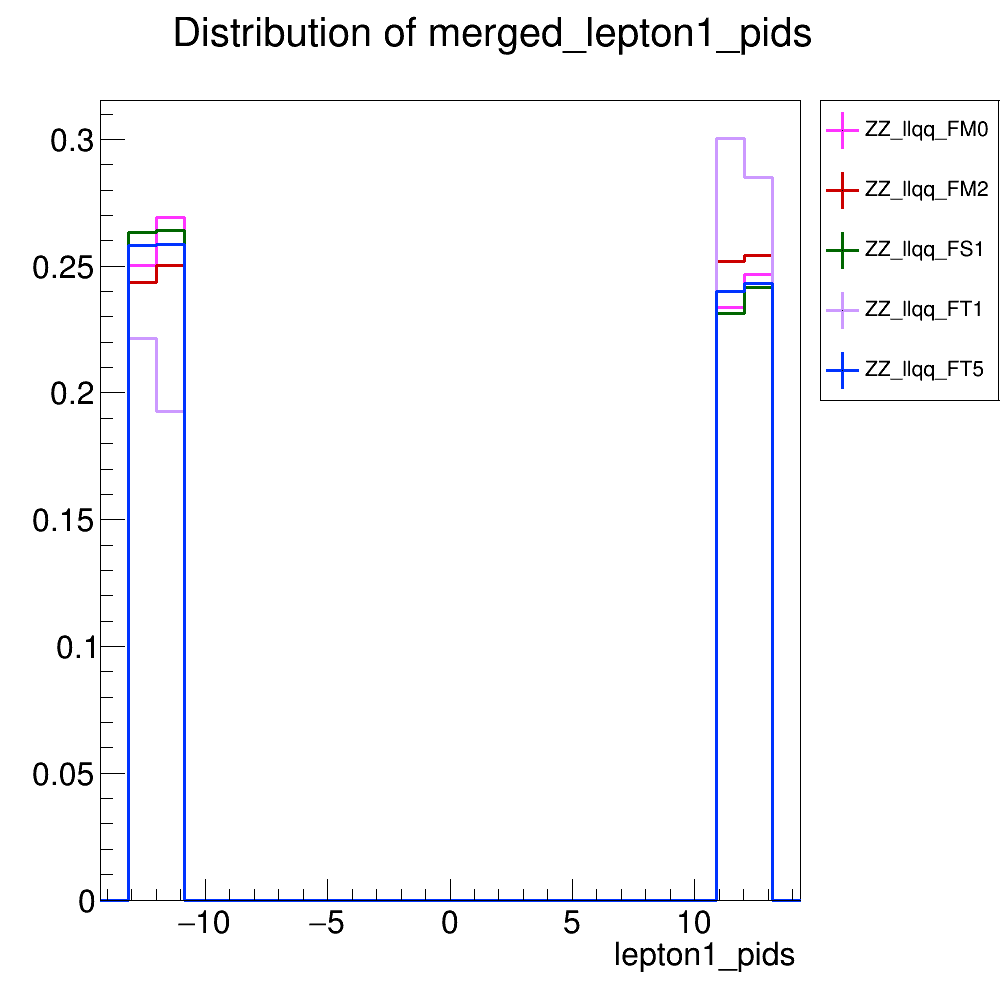 Distribution of merged_lepton1_pids
0.3
0.25
0.2
0.15
0.1
0.05
0
−10
−5
0
5
10
lepton1_pids
ZZ_llqq_FM0
ZZ_llqq_FM2
ZZ_llqq_FS1
ZZ_llqq_FT1
ZZ_llqq_FT5